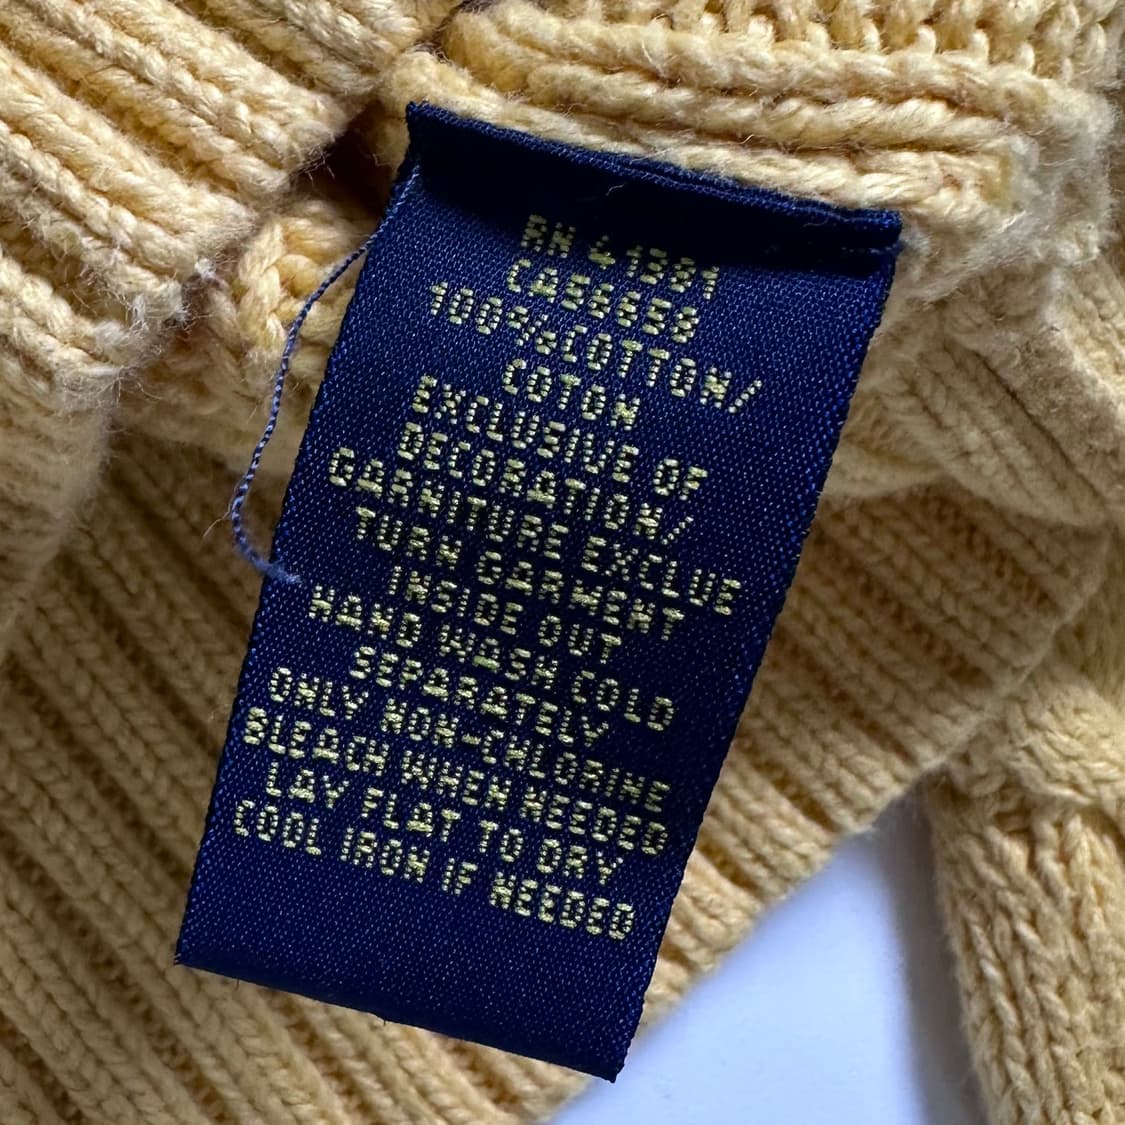 RN 41381
CA56658
100%COTTON/
COTON
EXCLUSIVE OF
DECORATION/
GARNITURE EXCLUE
TURN GARMENT
INSIDE OUT
HAND WASH COLD
SEPARATELY
ONLY NON-CHLORINE
BLEACH WHEN NEEDED
LAY FLAT TO DRY
COOL IRON IF NEEDED